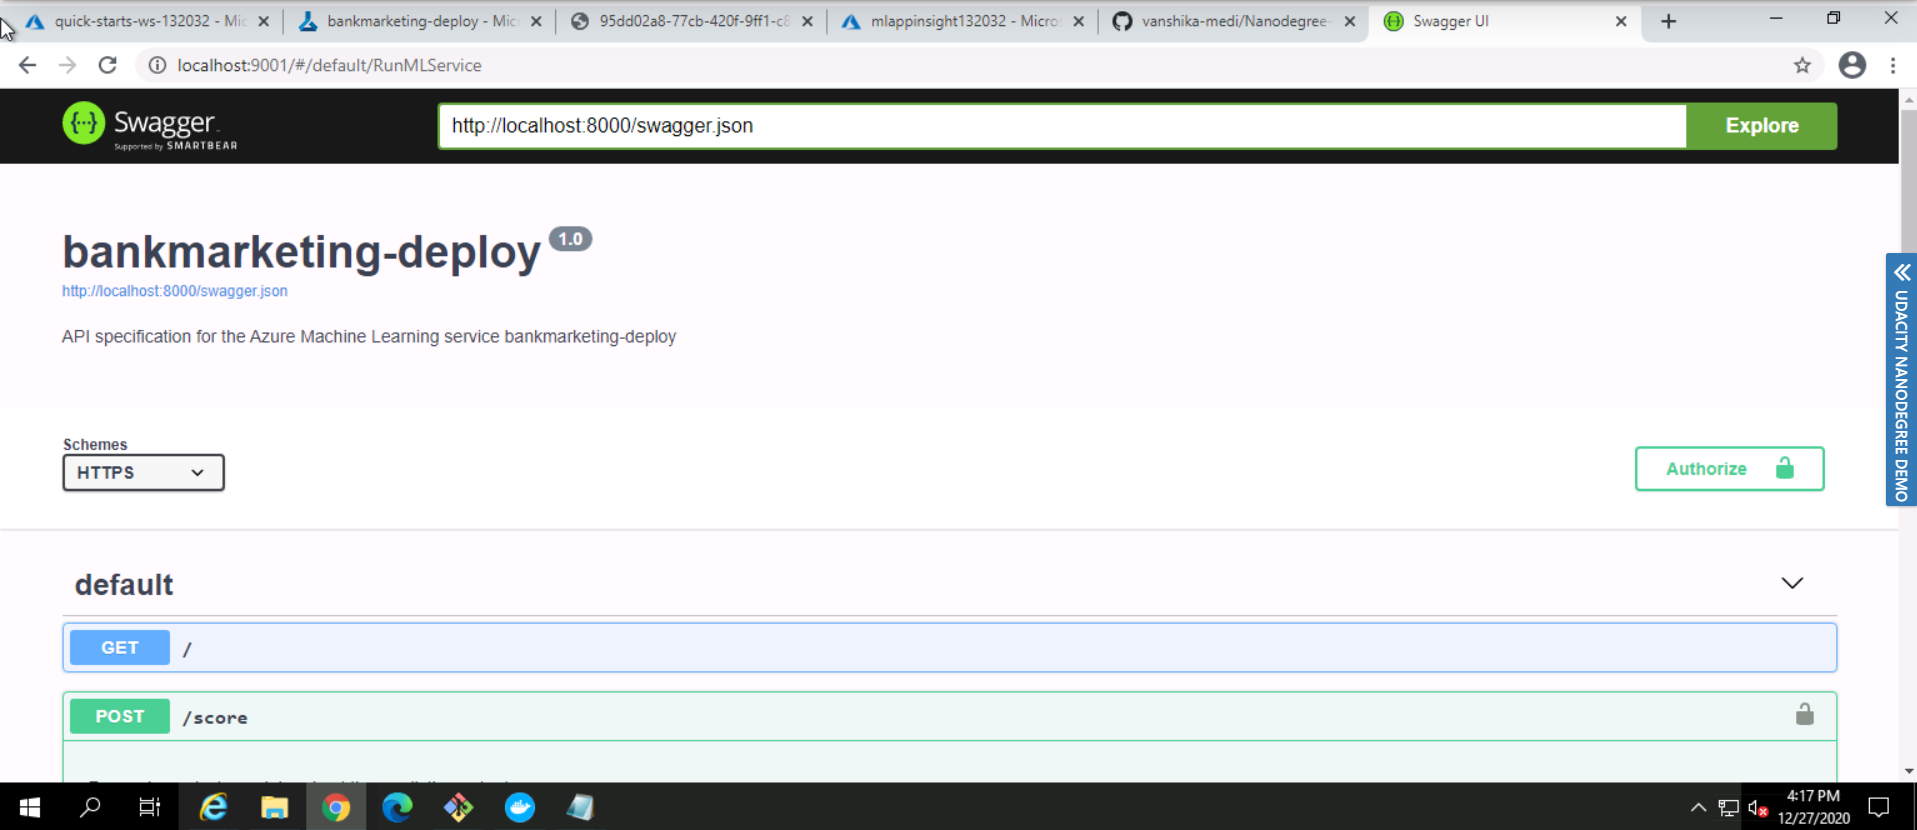 quick-starts-ws-132032 - Mic
bankmarketing-deploy - Micr
95dd02a8-77cb-420f-9ff1-c8
mlappinsight132032 - Micros
vanshika-medi/Nanodegree-
Swagger UI
localhost:9001/#/default/RunMLService
Swagger
Supported by SMARTBEAR
http://localhost:8000/swagger.json
Explore
bankmarketing-deploy 1.0
http://localhost:8000/swagger.json
API specification for the Azure Machine Learning service bankmarketing-deploy
UDACITY NANODEGREE DEMO
Schemes
HTTPS
Authorize
default
GET /
POST /score
4:17 PM
12/27/2020